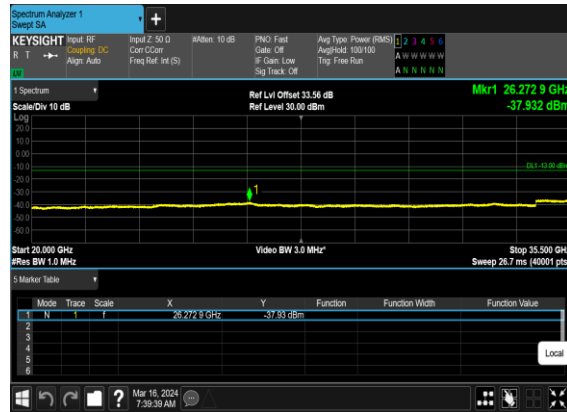 Spectrum Analyzer 1
Swept SA
+
KEYSIGHT Input: RF Input Z: 50 Ω #Atten: 10 dB PNO: Fast Avg Type: Power (RMS) 1 2 3 4 5 6
R T Coupling: DC Corr CCorr Gate: Off Avg|Hold: 100/100 A W W W W W
Align: Auto Freq Ref: Int (S) IF Gain: Low Trig: Free Run
Sig Track: Off A N N N N N
1 Spectrum Ref Lvl Offset 33.56 dB Mkr1 26.272 9 GHz
Scale/Div 10 dB Ref Level 30.00 dBm -37.932 dBm
Log
20.0
10.0
0.00
-10.0
DL1 -13.00 dBm
-20.0
-30.0
1
-40.0
-50.0
-60.0
Start 20.000 GHz Video BW 3.0 MHz* Stop 35.500 GHz
#Res BW 1.0 MHz Sweep 26.7 ms (40001 pts)
5 Marker Table
Mode Trace Scale X Y Function Function Width Function Value
1 N 1 f 26.272 9 GHz -37.93 dBm
2
3
4
5
6
Local
? Mar 16, 2024
7:39:39 AM